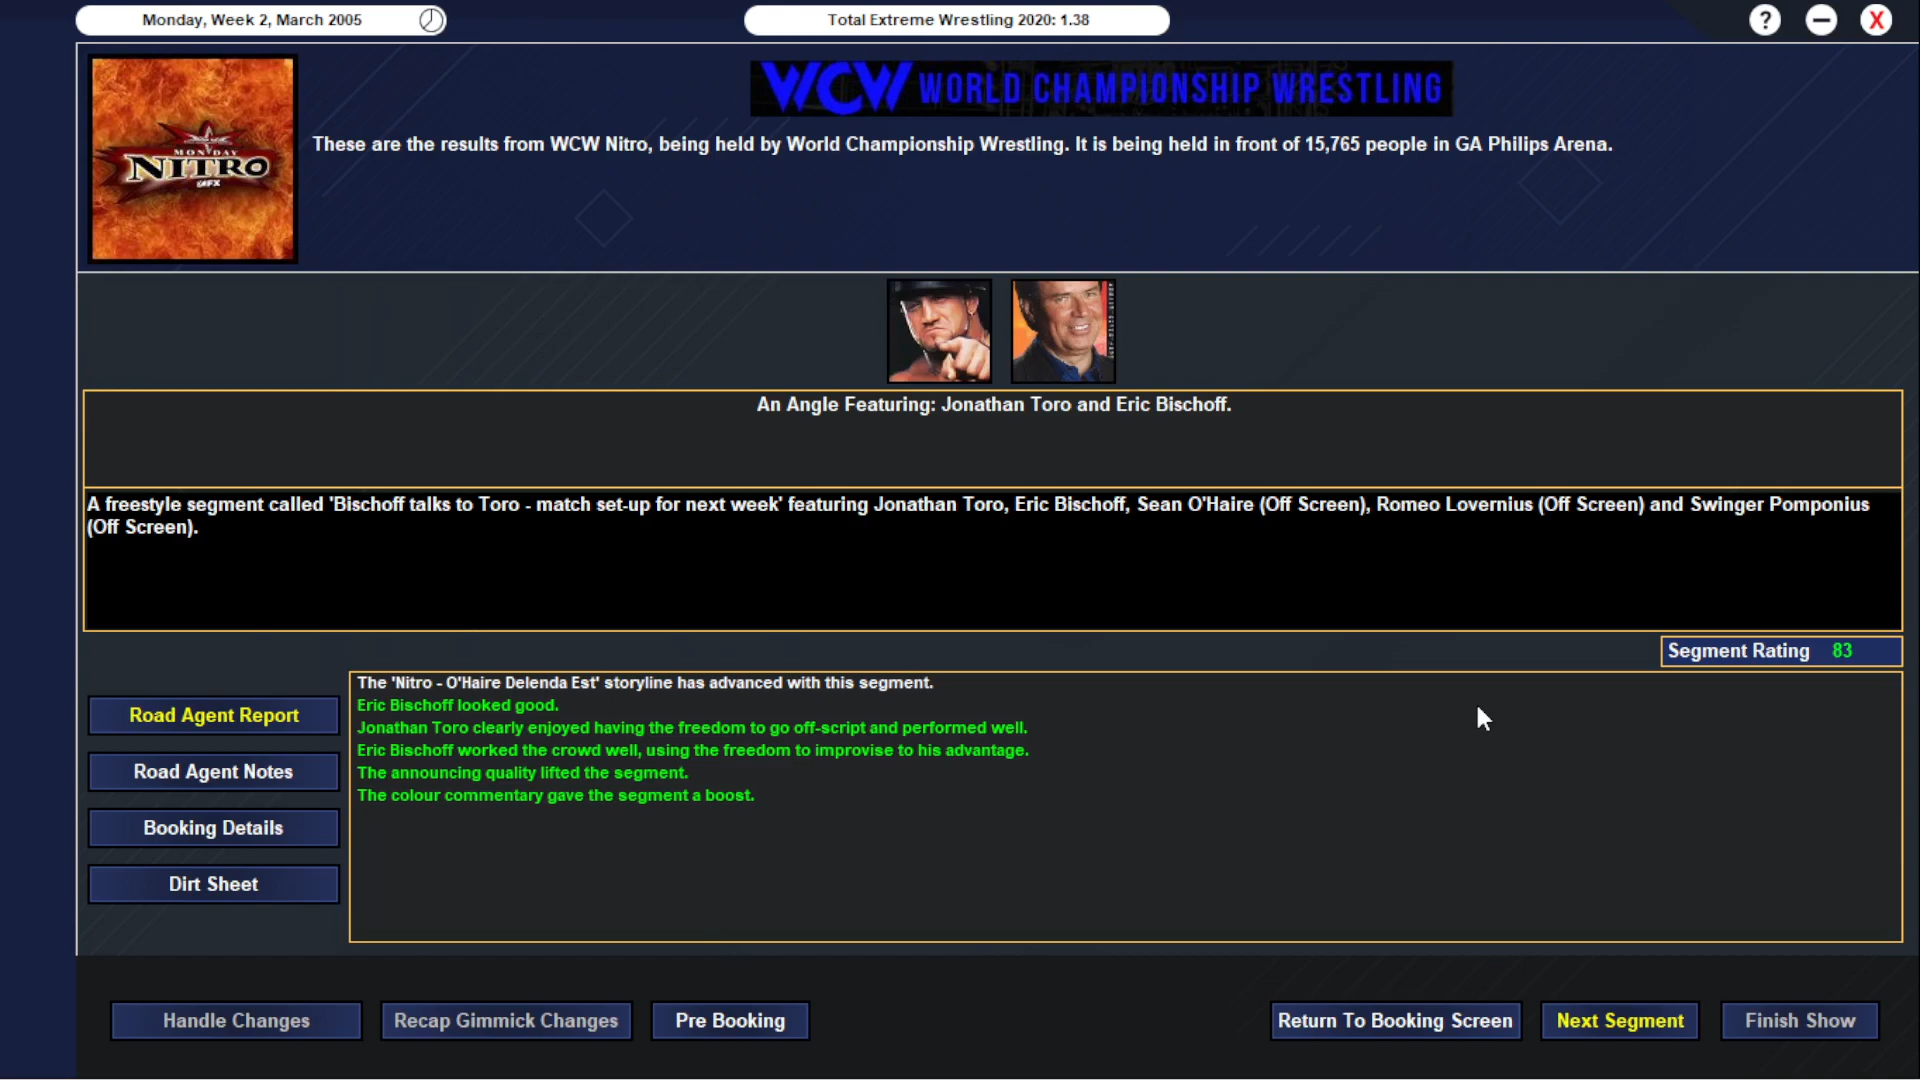 Monday, Week 2, March 2005
Total Extreme Wrestling 2020: 1.38
?
X
WCW WORLD CHAMPIONSHIP WRESTLING
MONDAY
NITRO
These are the results from WCW Nitro, being held by World Championship Wrestling. It is being held in front of 15,765 people in GA Philips Arena.
An Angle Featuring: Jonathan Toro and Eric Bischoff.
A freestyle segment called 'Bischoff talks to Toro - match set-up for next week' featuring Jonathan Toro, Eric Bischoff, Sean O'Haire (Off Screen), Romeo Lovernius (Off Screen) and Swinger Pomponius
(Off Screen).
Segment Rating 83
The 'Nitro - O'Haire Delenda Est' storyline has advanced with this segment.
Eric Bischoff looked good.
Jonathan Toro clearly enjoyed having the freedom to go off-script and performed well.
Eric Bischoff worked the crowd well, using the freedom to improvise to his advantage.
The announcing quality lifted the segment.
The colour commentary gave the segment a boost.
Road Agent Report
Road Agent Notes
Booking Details
Dirt Sheet
Handle Changes
Recap Gimmick Changes
Pre Booking
Return To Booking Screen
Next Segment
Finish Show